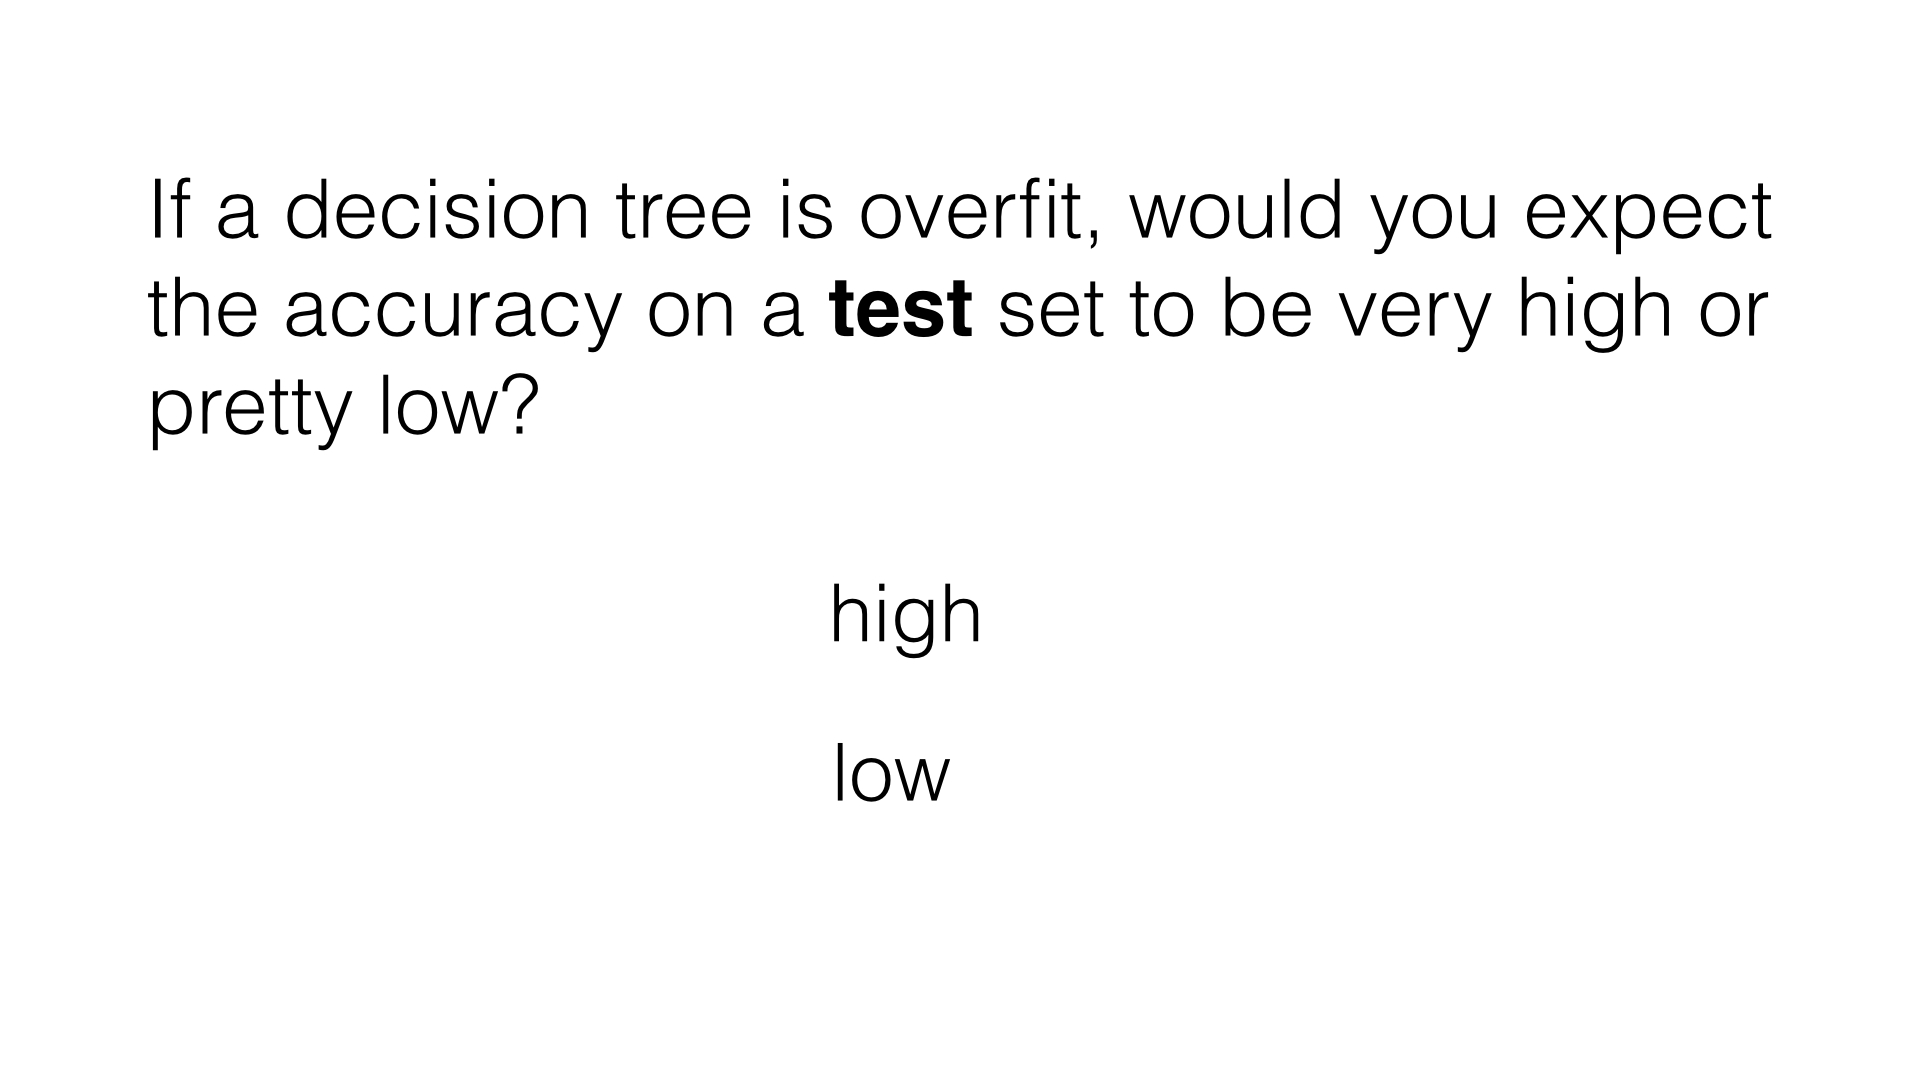 If a decision tree is overfit, would you expect
the accuracy on a test set to be very high or
pretty low?
high
low